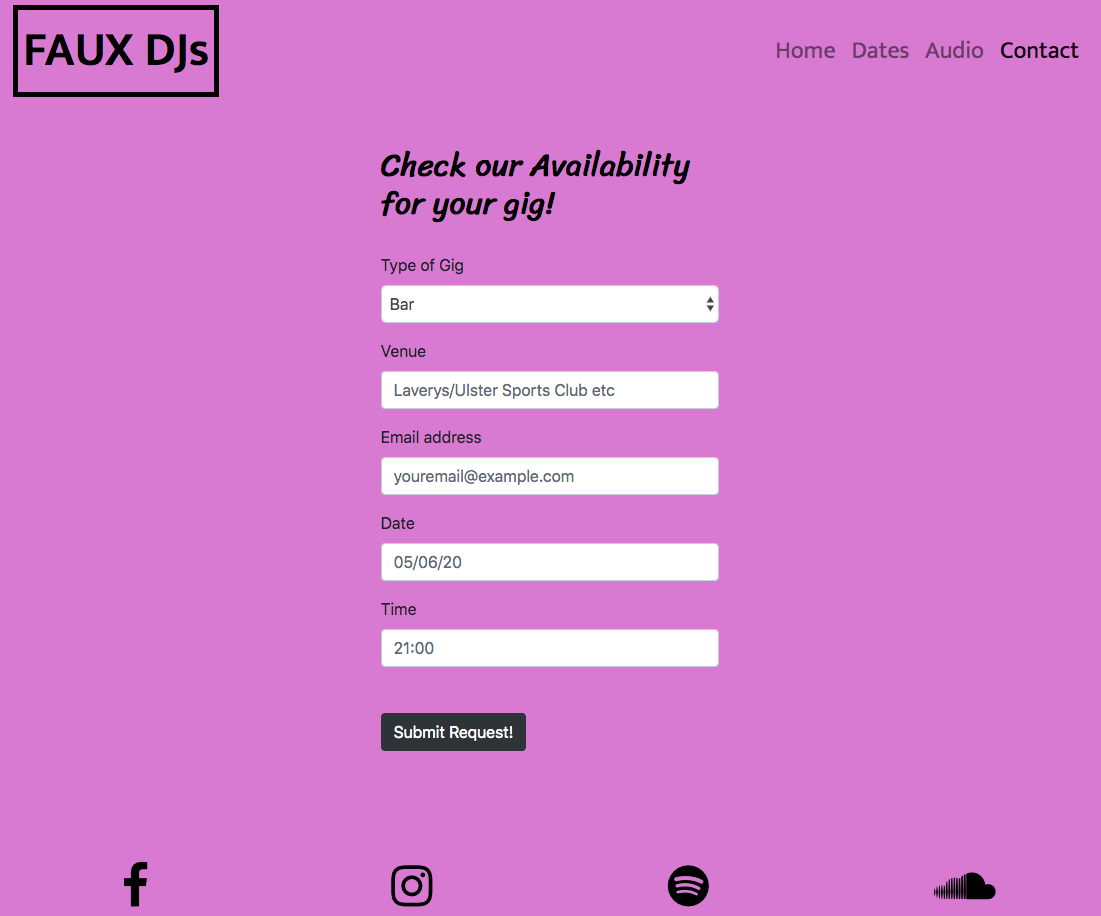 FAUX DJs
Home Dates Audio Contact
Check our Availability
for your gig!
Type of Gig
Bar
Venue
Laverys/Ulster Sports Club etc
Email address
youremail@example.com
Date
05/06/20
Time
21:00
Submit Request!